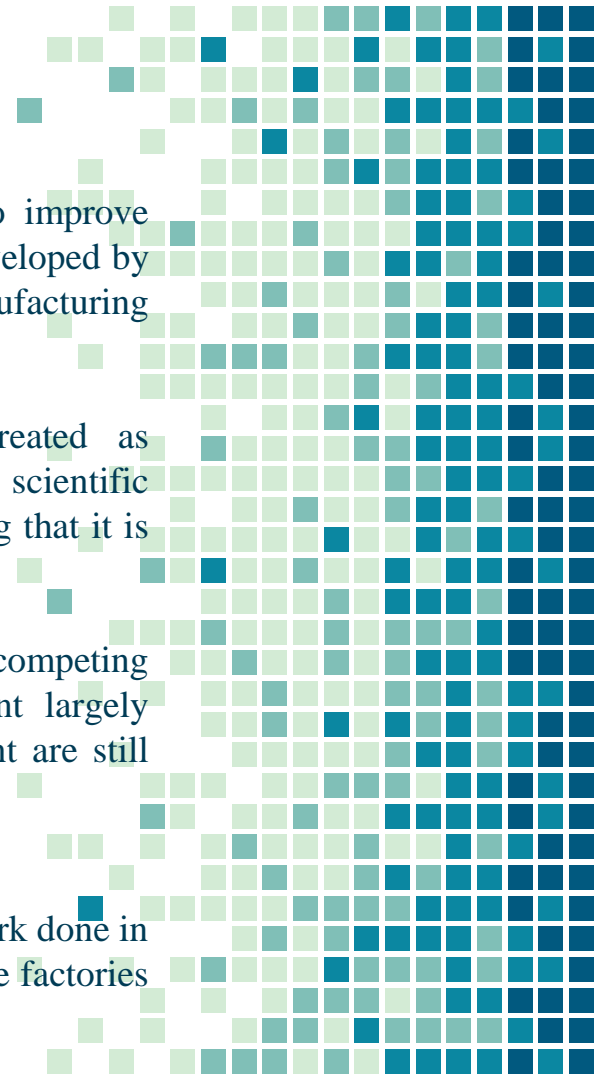 o improve
eloped by
ufacturing
reated as
scientific
g that it is
competing
nt largely
nt are still
rk done in
e factories